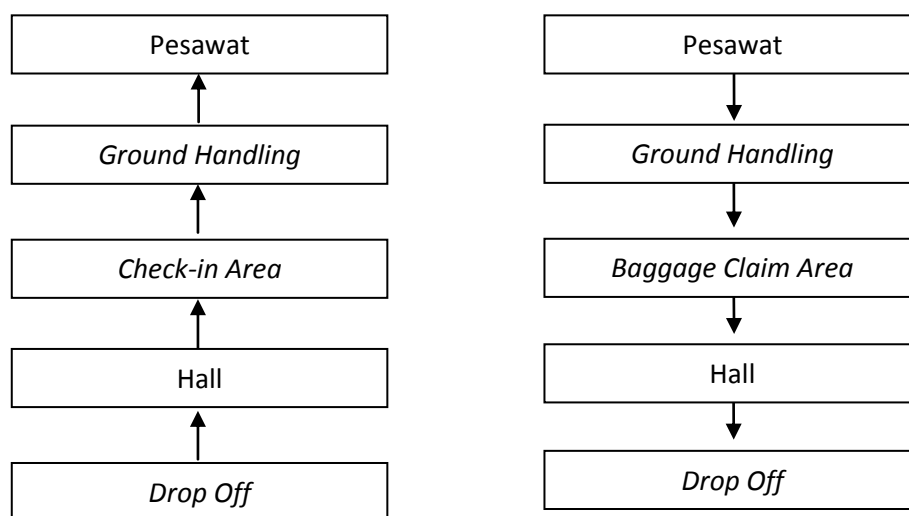 Pesawat
Ground Handling
Check-in Area
Hall
Drop Off
Pesawat
Ground Handling
Baggage Claim Area
Hall
Drop Off